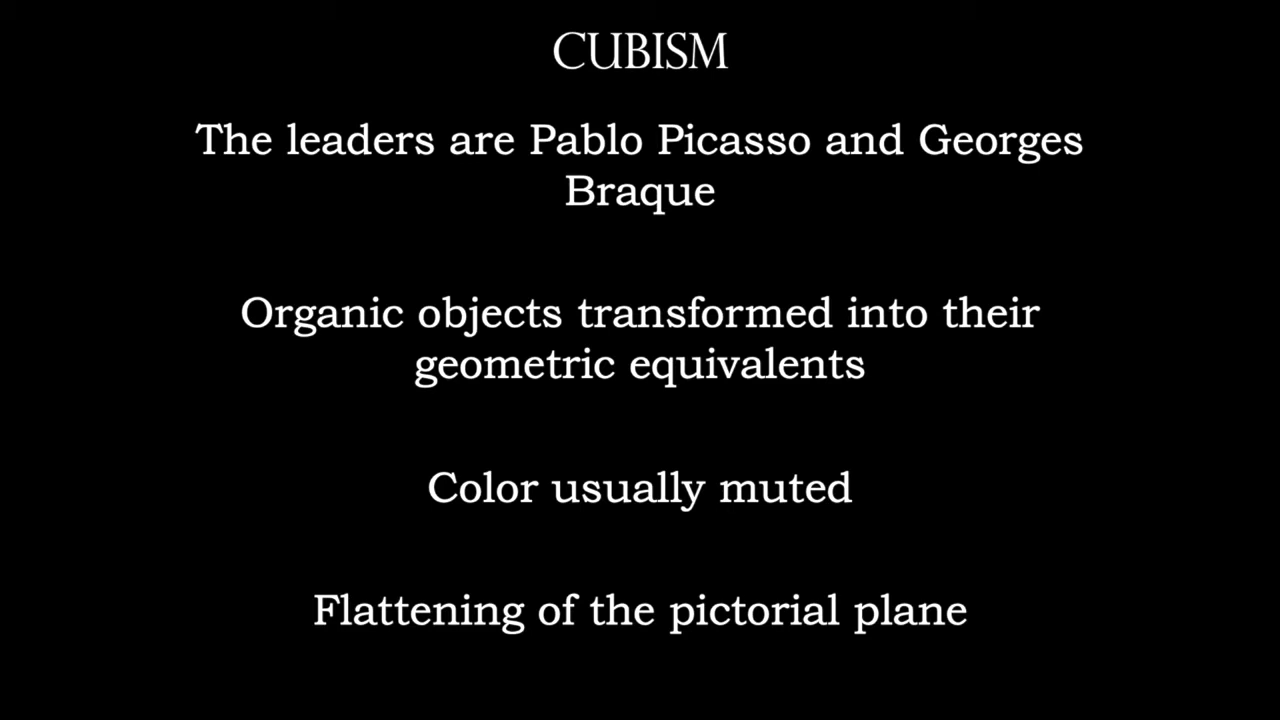 CUBISM
The leaders are Pablo Picasso and Georges
Braque
Organic objects transformed into their
geometric equivalents
Color usually muted
Flattening of the pictorial plane